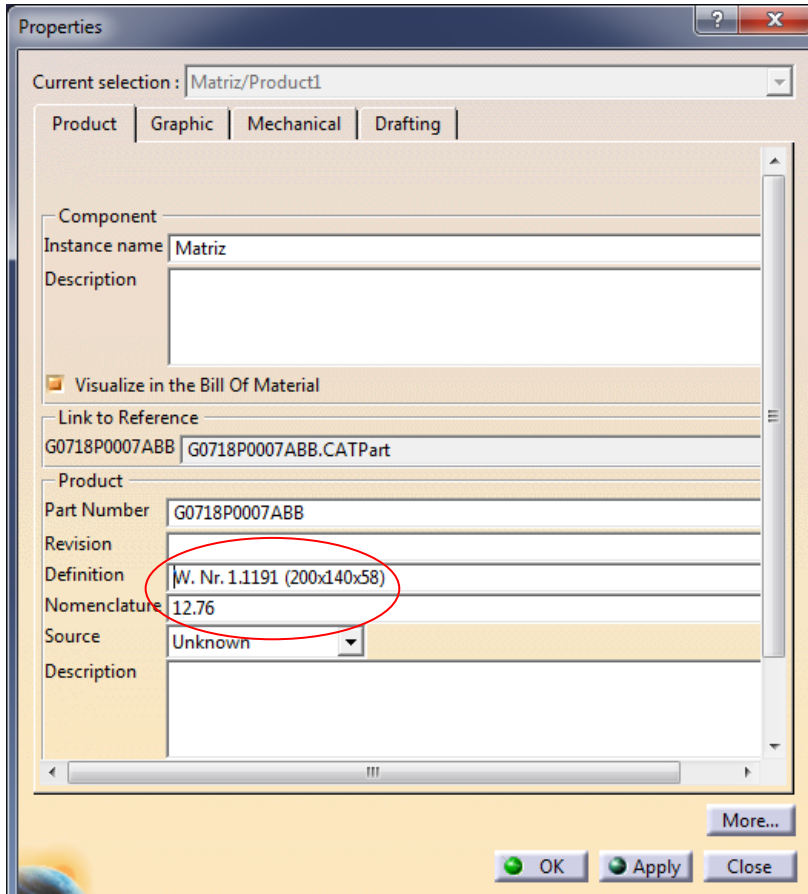 Properties
?
X
Current selection : Matriz/Product1
Product Graphic Mechanical Drafting
Component
Instance name Matriz
Description
Visualize in the Bill Of Material
Link to Reference
G0718P0007ABB G0718P0007ABB.CATPart
Product
Part Number G0718P0007ABB
Revision
Definition W. Nr. 1.1191 (200x140x58)
Nomenclature 12.76
Source Unknown
Description
More...
OK Apply Close